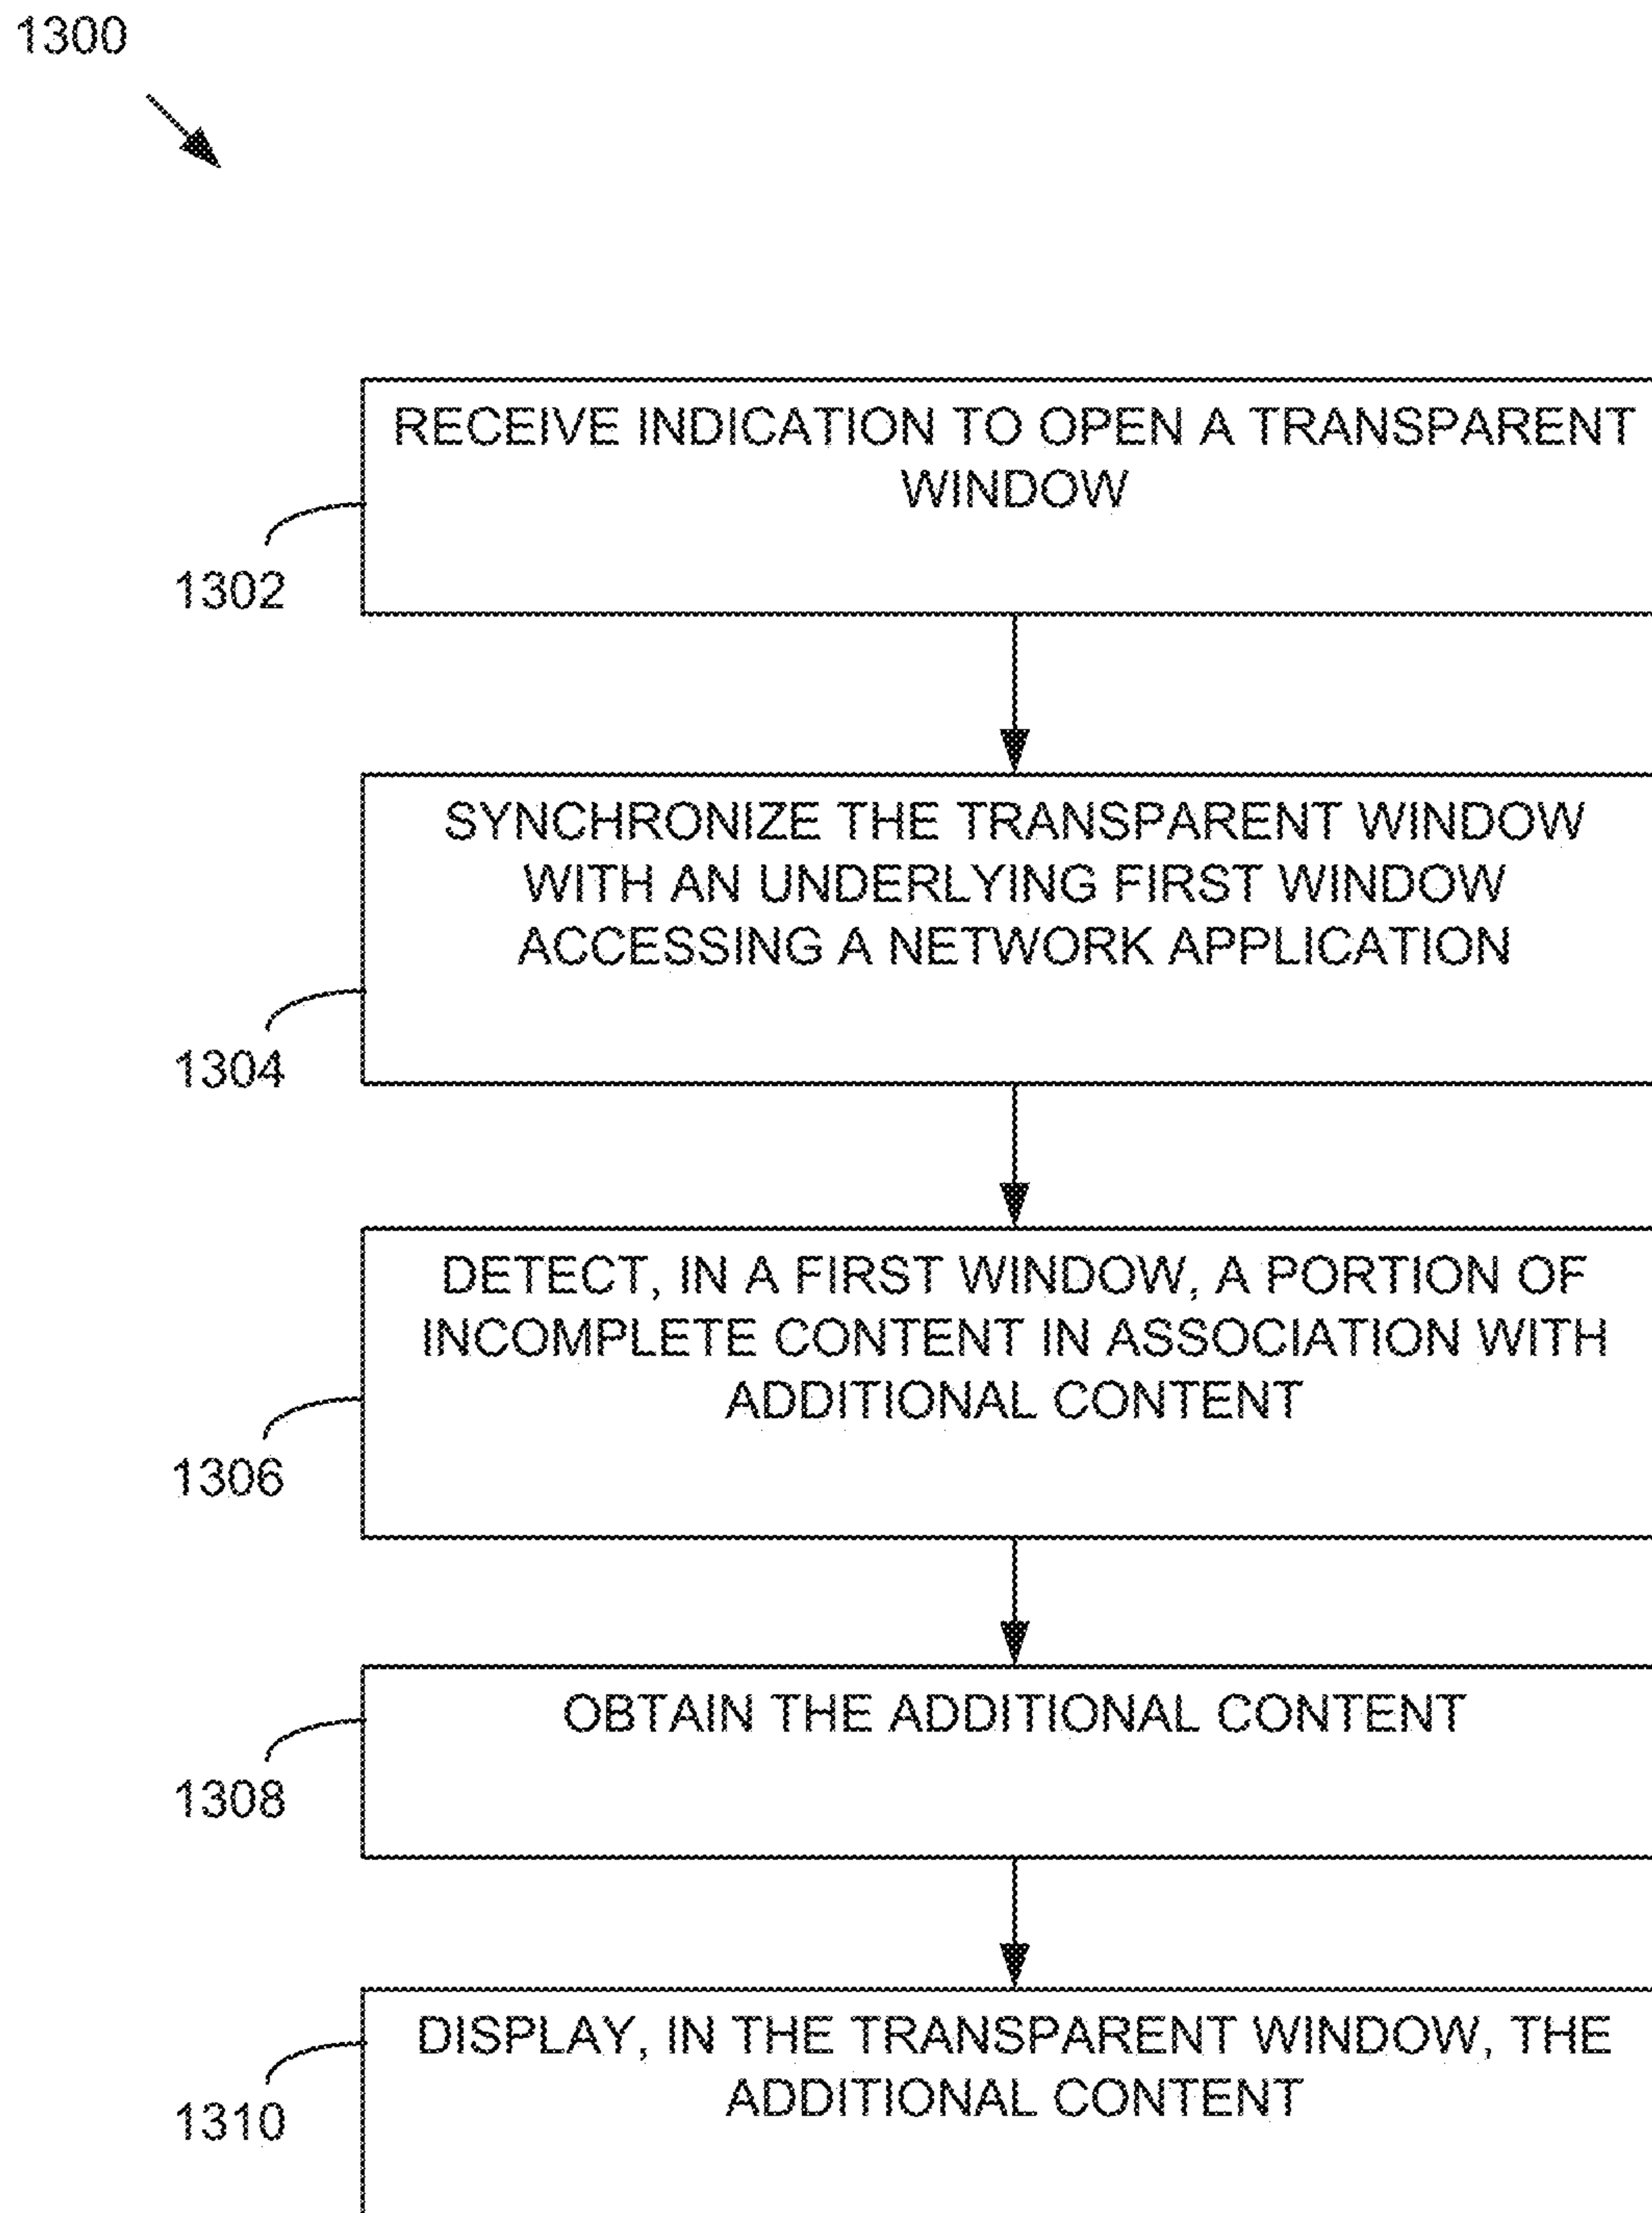 1300
RECEIVE INDICATION TO OPEN A TRANSPARENT
WINDOW
1302
SYNCHRONIZE THE TRANSPARENT WINDOW
WITH AN UNDERLYING FIRST WINDOW
ACCESSING A NETWORK APPLICATION
1304
DETECT, IN A FIRST WINDOW, A PORTION OF
INCOMPLETE CONTENT IN ASSOCIATION WITH
ADDITIONAL CONTENT
1306
OBTAIN THE ADDITIONAL CONTENT
1308
DISPLAY, IN THE TRANSPARENT WINDOW, THE
ADDITIONAL CONTENT
1310